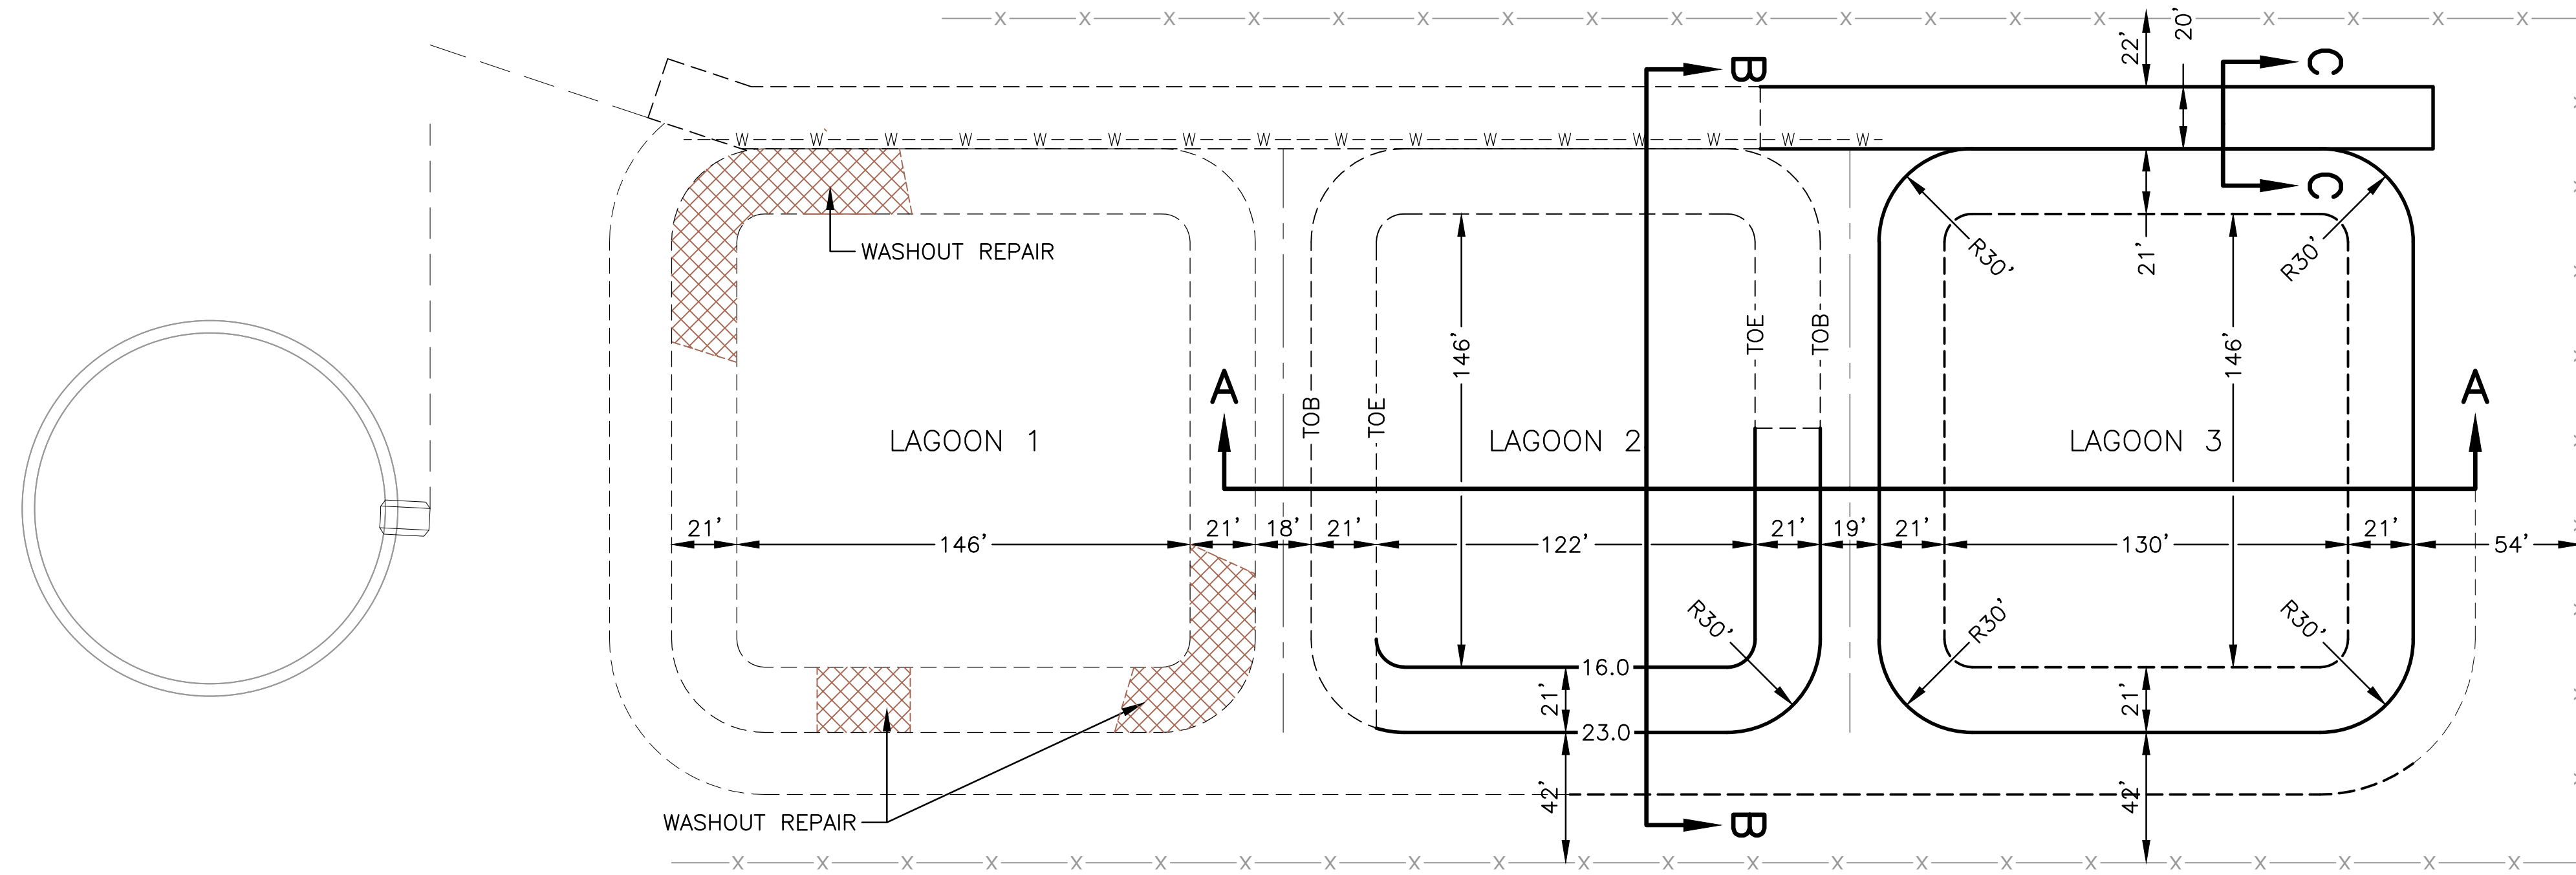 X X X X X X X X X X X X X X X X X X X
22'
20'
B
C
W W W W W W W W W W W W W W W W
C
WASHOUT REPAIR
R30'
R30'
21'
146'
146'
TOE
TOB
TOB
TOE
A
A
LAGOON 1
LAGOON 2
LAGOON 3
21'
146'
21'
18'
21'
122'
21'
19'
21'
130'
21'
54'
R30'
R30'
R30'
16.0
21'
21'
23.0
42'
42'
WASHOUT REPAIR
B
X X X X X X X X X X X X X X X X X X X X X X